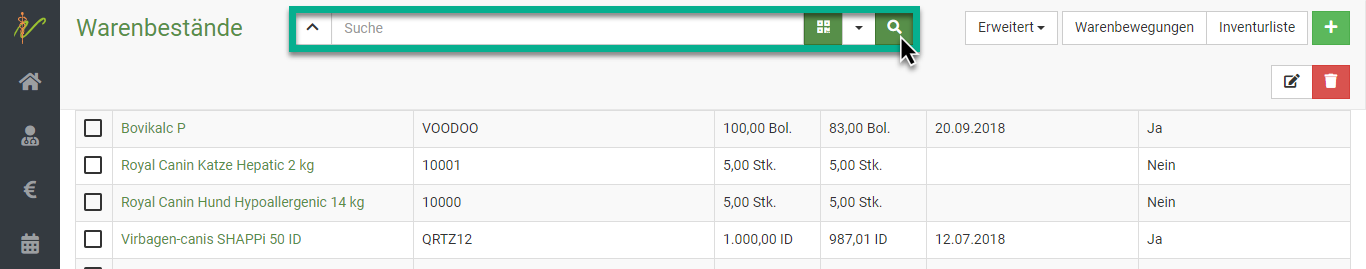 Warenbestände
Suche
Erweitert
Warenbewegungen
Inventurliste
Bovikalc P VOODOO 100,00 Bol. 83,00 Bol. 20.09.2018 Ja
Royal Canin Katze Hepatic 2 kg 10001 5,00 Stk. 5,00 Stk. Nein
Royal Canin Hund Hypoallergenic 14 kg 10000 5,00 Stk. 5,00 Stk. Nein
Virbagen-canis SHAPPi 50 ID QRTZ12 1.000,00 ID 987,01 ID 12.07.2018 Ja